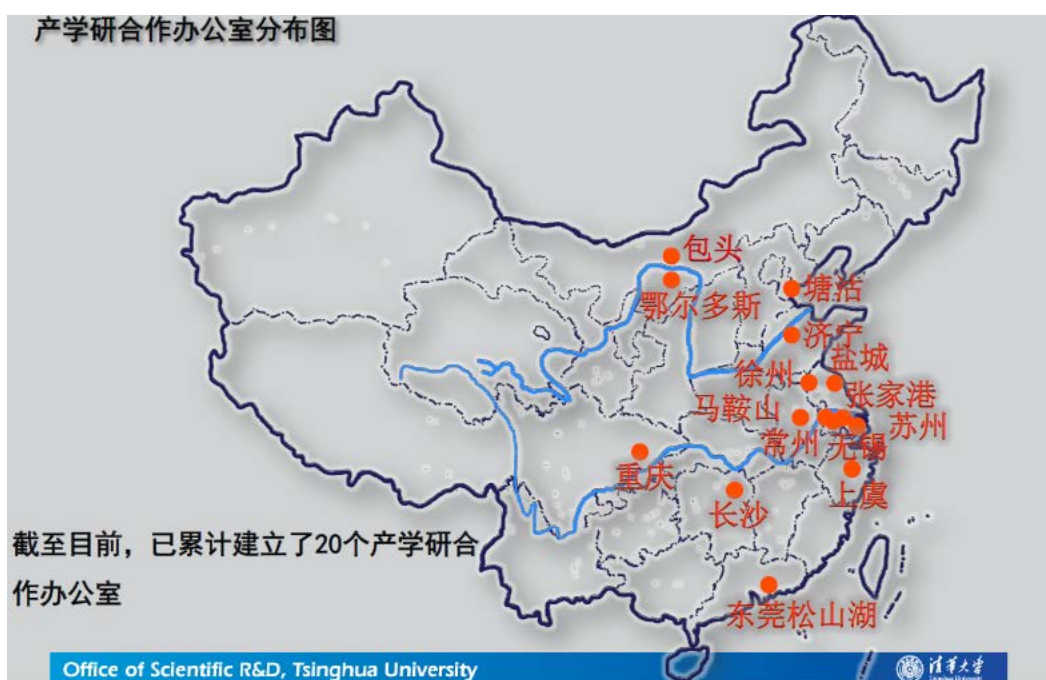 产学研合作办公室分布图
包头
鄂尔多斯
塘沽
济宁
盐城
徐州
张家港
马鞍山
苏州
常州
无锡
重庆
上虞
长沙
东莞松山湖
截至目前，已累计建立了20个产学研合
作办公室
Office of Scientific R&D, Tsinghua University
清华大学
Tsinghua University